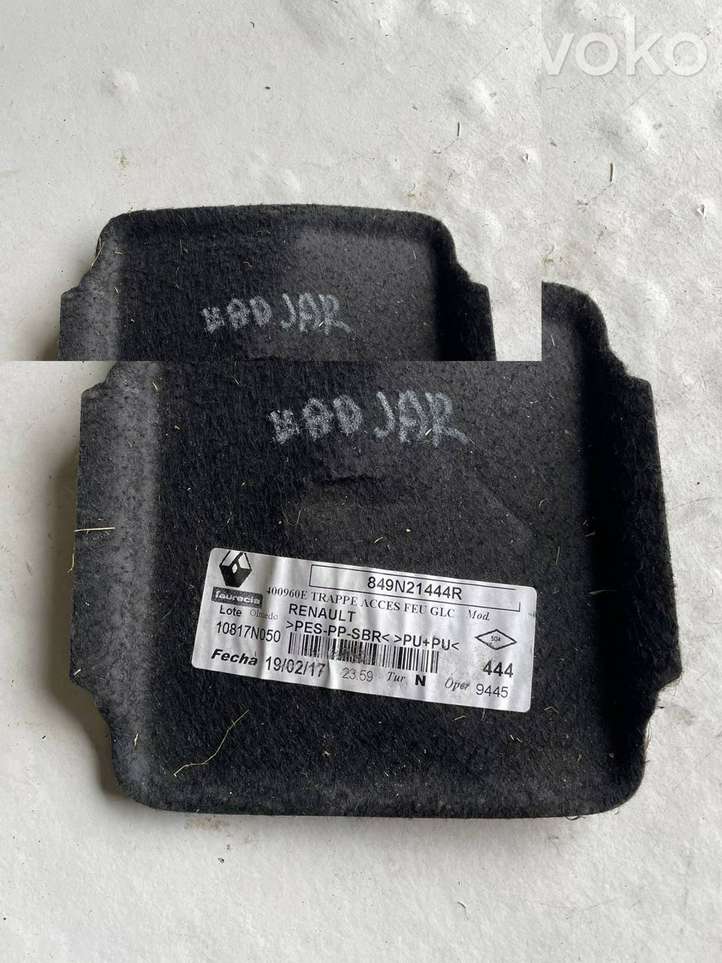 voko
KADJAR
KADJAR
849N21444R
faurecia
400960E TRAPPE ACCES FEU GLC Mod.
Lote Olmedo RENAULT
10817N050 >PES-PP-SBR< >PU+PU<
444
Fecha 19/02/17 23:59 Tur N Oper 9445